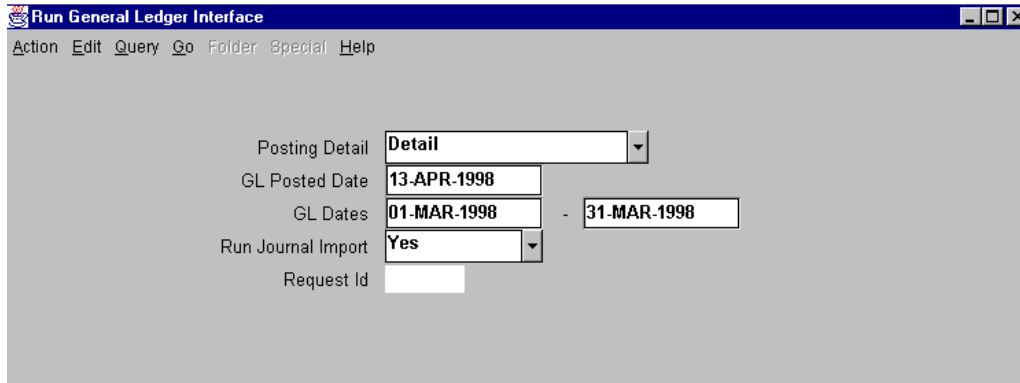 Run General Ledger Interface
Action Edit Query Go Folder Special Help
Posting Detail Detail
GL Posted Date 13-APR-1998
GL Dates 01-MAR-1998 - 31-MAR-1998
Run Journal Import Yes
Request Id